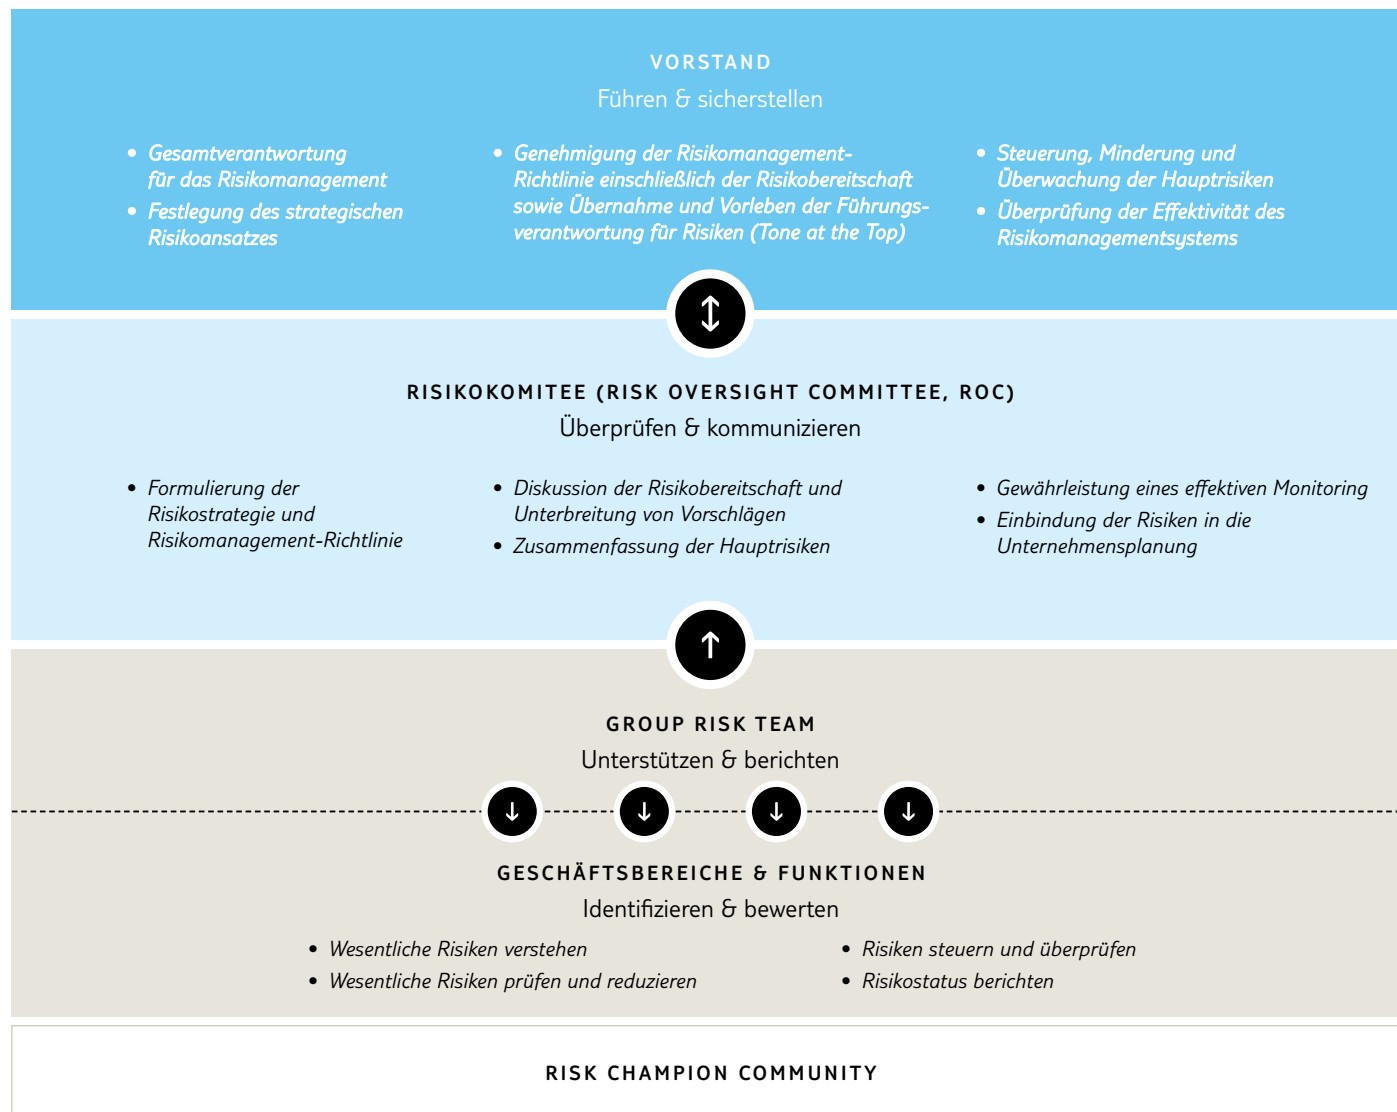 VORSTAND
Führen & sicherstellen
• Gesamtverantwortung
für das Risikomanagement
• Festlegung des strategischen
Risikoansatzes
• Genehmigung der Risikomanagement-
Richtlinie einschließlich der Risikobereitschaft
sowie Übernahme und Vorleben der Führungs-
verantwortung für Risiken (Tone at the Top)
• Steuerung, Minderung und
Überwachung der Hauptrisiken
• Überprüfung der Effektivität des
Risikomanagementsystems
RISIKOKOMITEE (RISK OVERSIGHT COMMITTEE, ROC)
Überprüfen & kommunizieren
• Formulierung der
Risikostrategie und
Risikomanagement-Richtlinie
• Diskussion der Risikobereitschaft und
Unterbreitung von Vorschlägen
• Zusammenfassung der Hauptrisiken
• Gewährleistung eines effektiven Monitoring
• Einbindung der Risiken in die
Unternehmensplanung
GROUP RISK TEAM
Unterstützen & berichten
GESCHÄFTSBEREICHE & FUNKTIONEN
Identifizieren & bewerten
• Wesentliche Risiken verstehen
• Wesentliche Risiken prüfen und reduzieren
• Risiken steuern und überprüfen
• Risikostatus berichten
RISK CHAMPION COMMUNITY